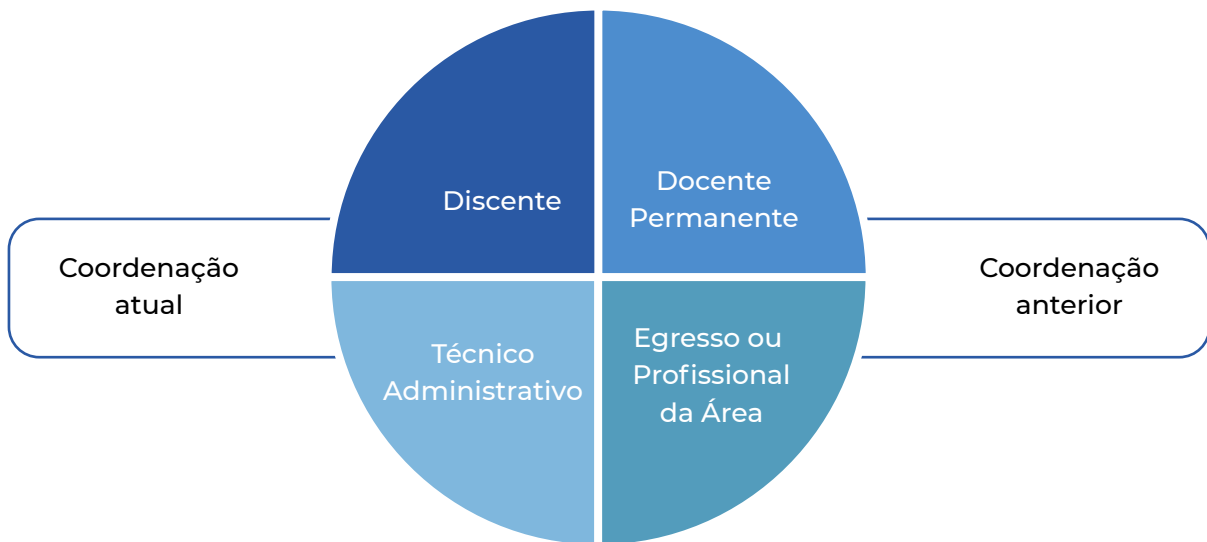 Discente
Docente
Permanente
Coordenação
atual
Coordenação
anterior
Técnico
Administrativo
Egresso ou
Profissional
da Área